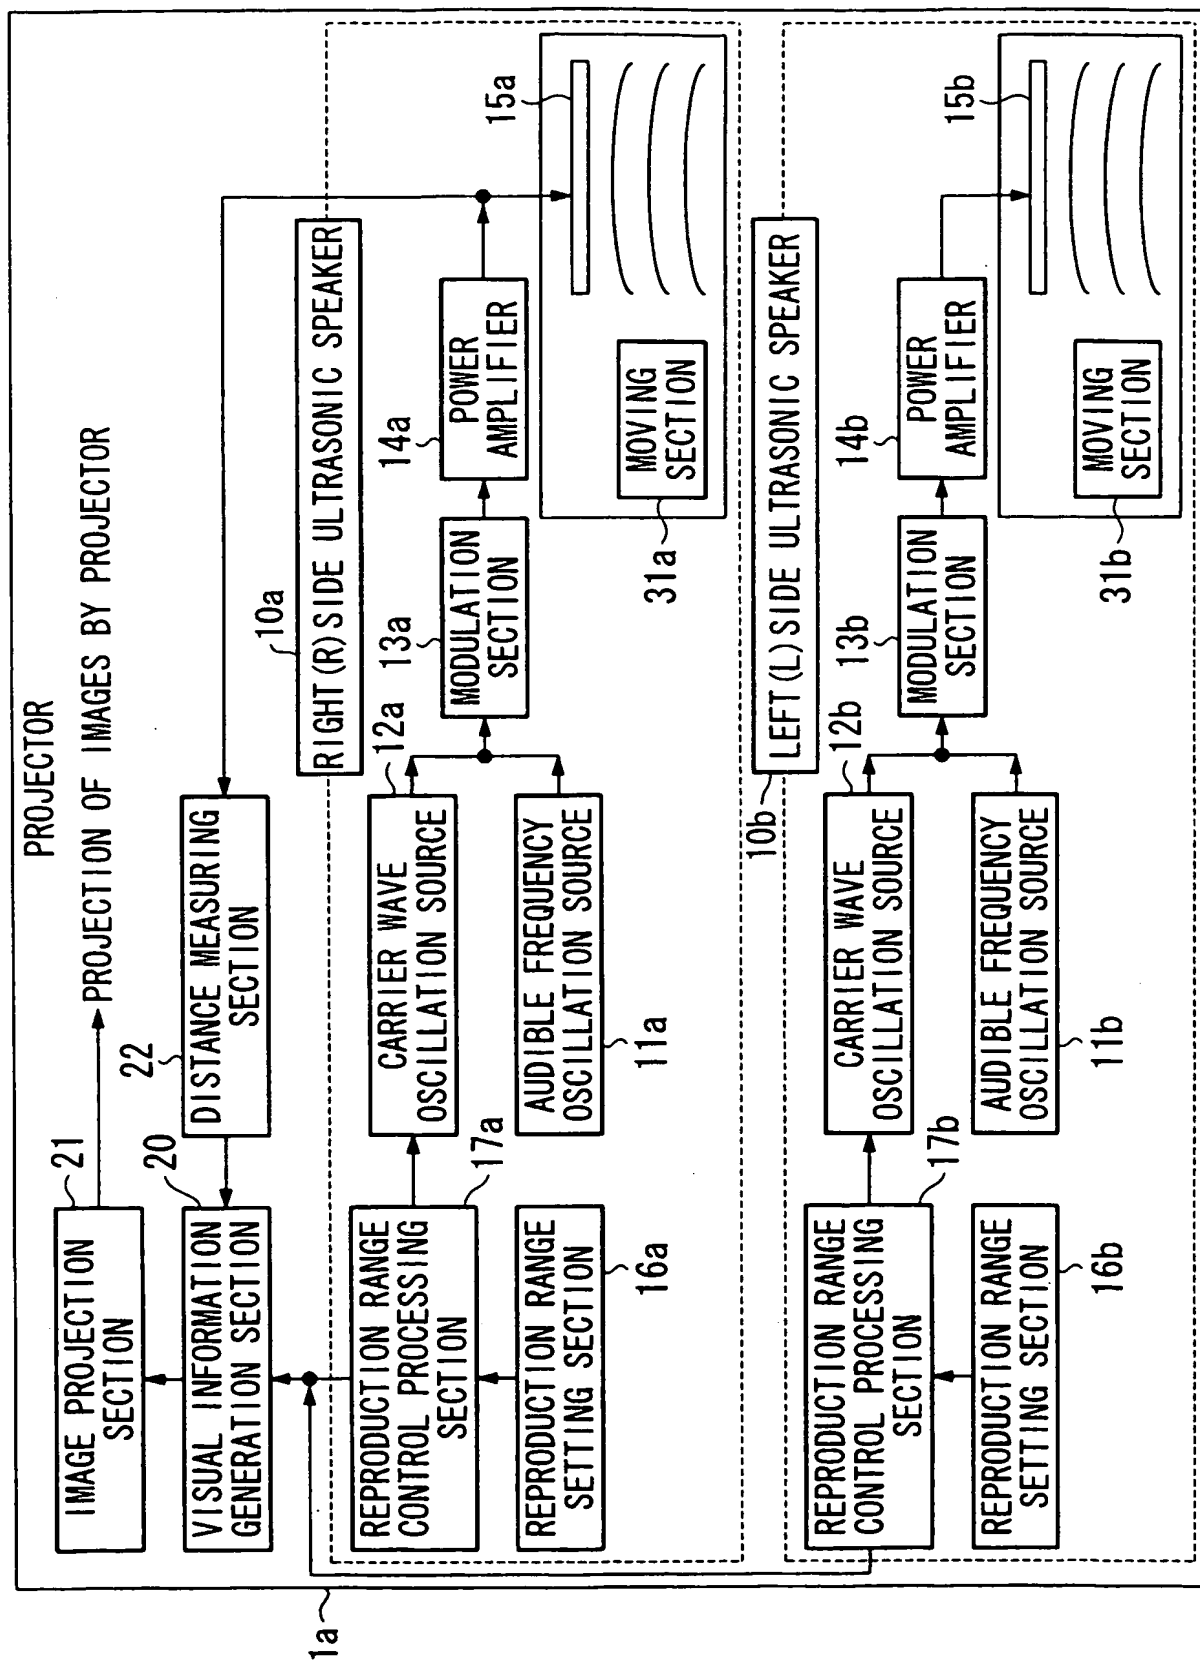 PROJECTOR
PROJECTION OF IMAGES BY PROJECTOR
21
IMAGE PROJECTION
SECTION
20
VISUAL INFORMATION
GENERATION SECTION
22
DISTANCE MEASURING
SECTION
1a
10a
RIGHT(R)SIDE ULTRASONIC SPEAKER
REPRODUCTION RANGE
CONTROL PROCESSING
SECTION
17a
REPRODUCTION RANGE
SETTING SECTION
16a
12a
CARRIER WAVE
OSCILLATION SOURCE
AUDIBLE FREQUENCY
OSCILLATION SOURCE
11a
13a
MODULATION
SECTION
14a
POWER
AMPLIFIER
15a
MOVING
SECTION
31a
10b
LEFT(L)SIDE ULTRASONIC SPEAKER
REPRODUCTION RANGE
CONTROL PROCESSING
SECTION
17b
REPRODUCTION RANGE
SETTING SECTION
16b
12b
CARRIER WAVE
OSCILLATION SOURCE
AUDIBLE FREQUENCY
OSCILLATION SOURCE
11b
13b
MODULATION
SECTION
14b
POWER
AMPLIFIER
15b
MOVING
SECTION
31b